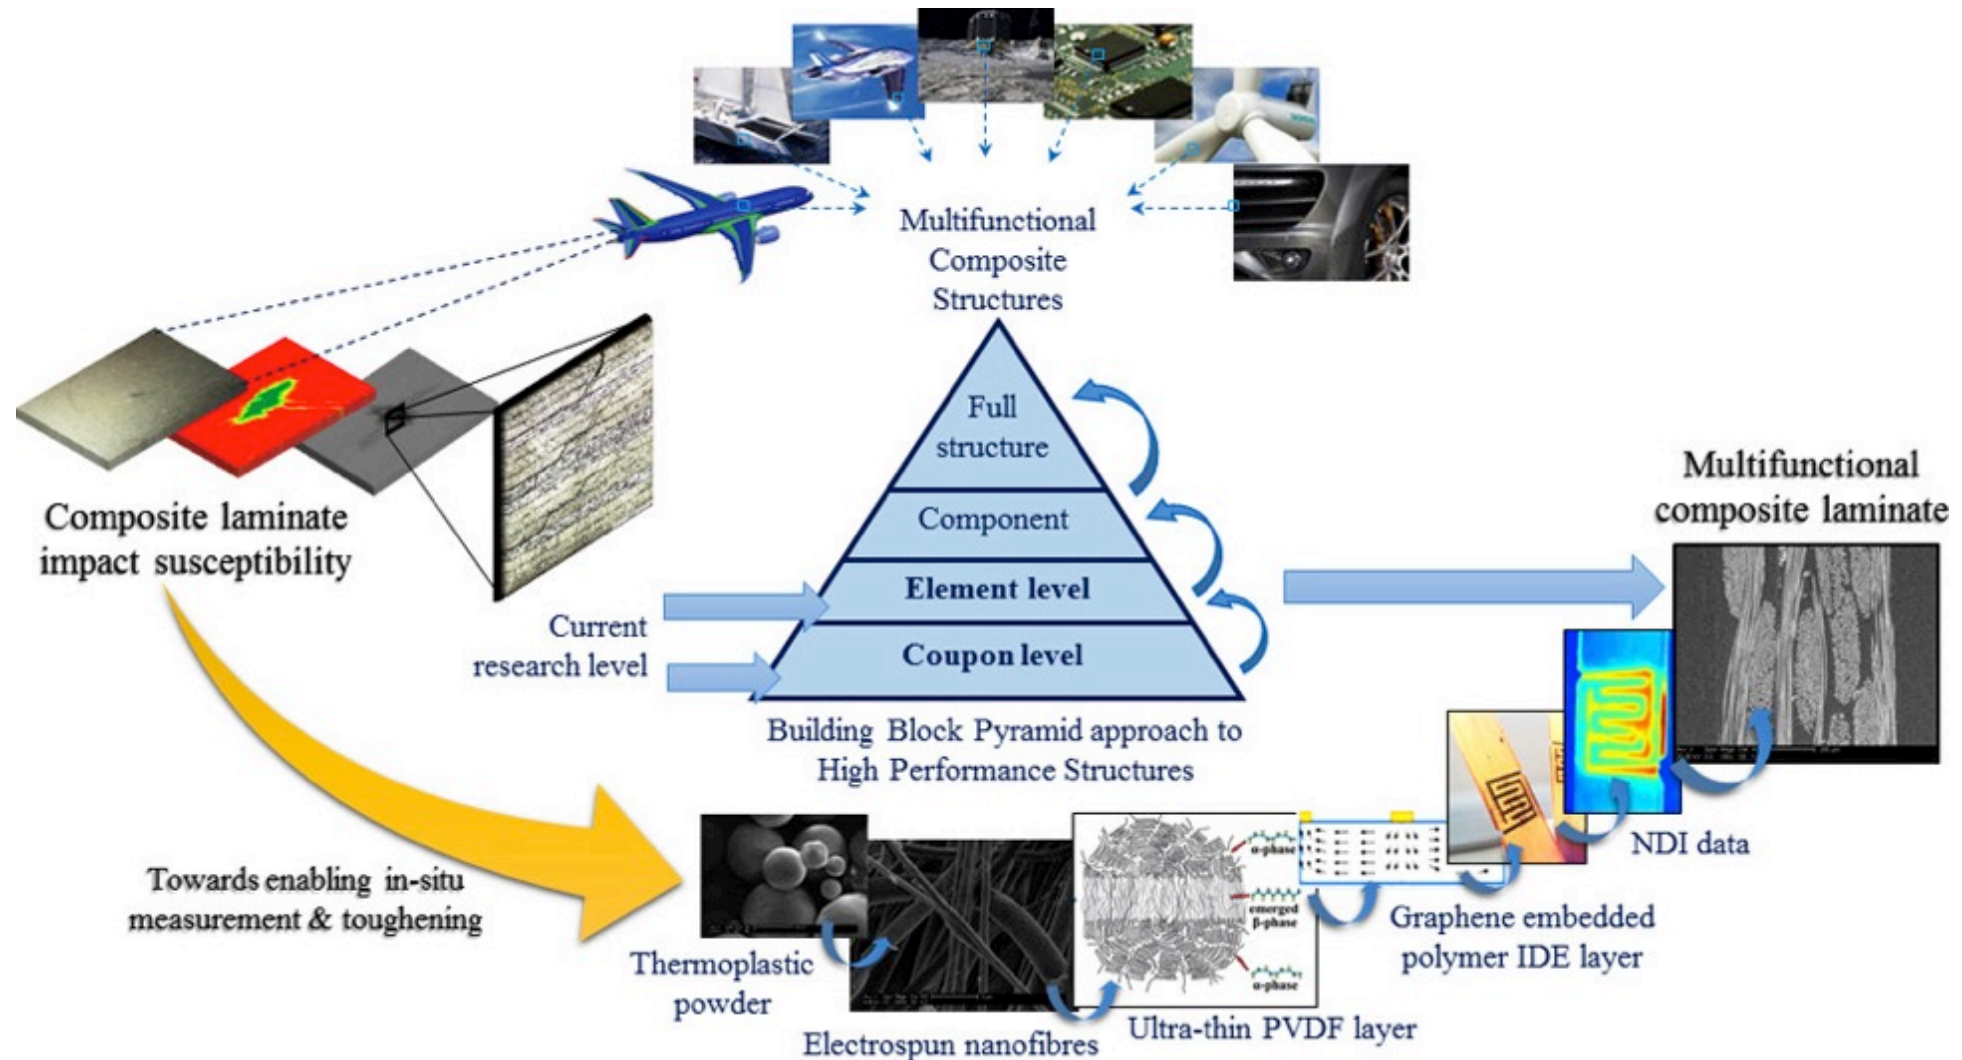 Multifunctional
Composite
Structures
Full
structure
Component
Element level
Coupon level
Building Block Pyramid approach to
High Performance Structures
Current
research level
Composite laminate
impact susceptibility
Towards enabling in-situ
measurement & toughening
Thermoplastic
powder
Electrospun nanofibres
α-phase
emerged
β-phase
α-phase
Ultra-thin PVDF layer
Graphene embedded
polymer IDE layer
NDI data
Multifunctional
composite laminate